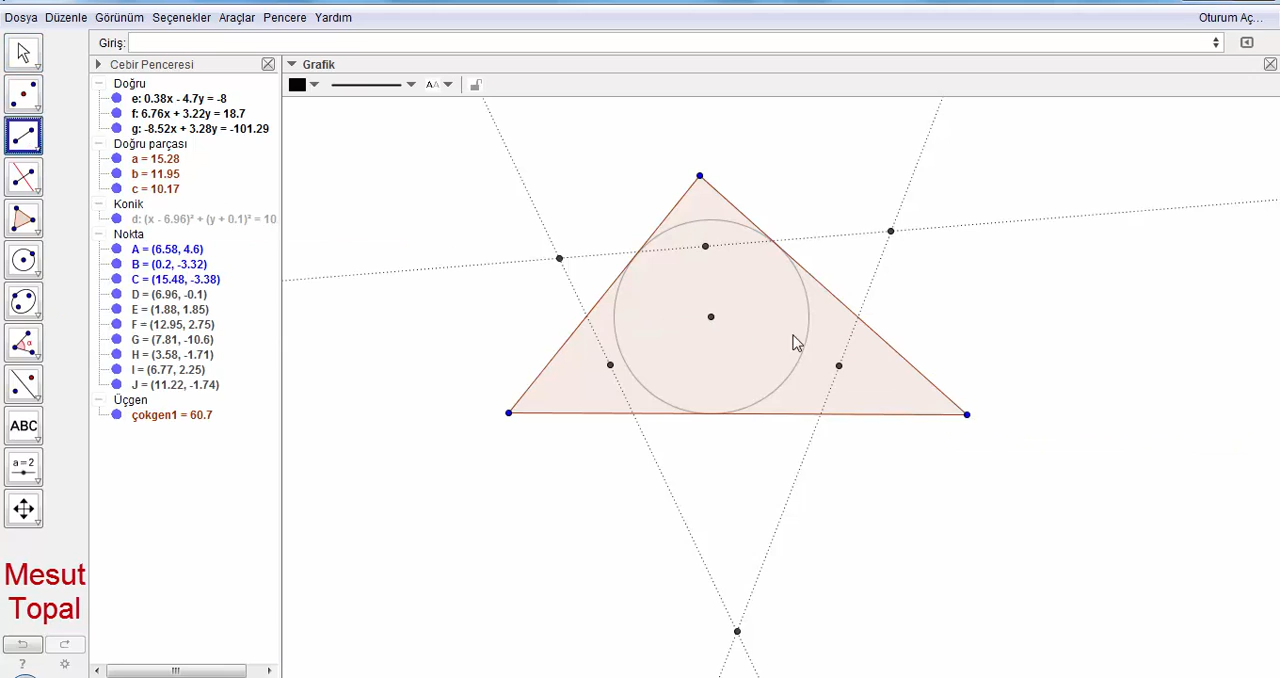 Dosya Düzenle Görünüm Seçenekler Araçlar Pencere Yardım Oturum Aç...
Giriş:
Cebir Penceresi
Grafik
AA
Doğru
e: 0.38x - 4.7y = -8
f: 6.76x + 3.22y = 18.7
g: -8.52x + 3.28y = -101.29
Doğru parçası
a = 15.28
b = 11.95
c = 10.17
Konik
d: (x - 6.96)² + (y + 0.1)² = 10
Nokta
A = (6.58, 4.6)
B = (0.2, -3.32)
C = (15.48, -3.38)
D = (6.96, -0.1)
E = (1.88, 1.85)
F = (12.95, 2.75)
G = (7.81, -10.6)
H = (3.58, -1.71)
I = (6.77, 2.25)
J = (11.22, -1.74)
Üçgen
çokgen1 = 60.7
α
ABC
a = 2
Mesut
Topal
?